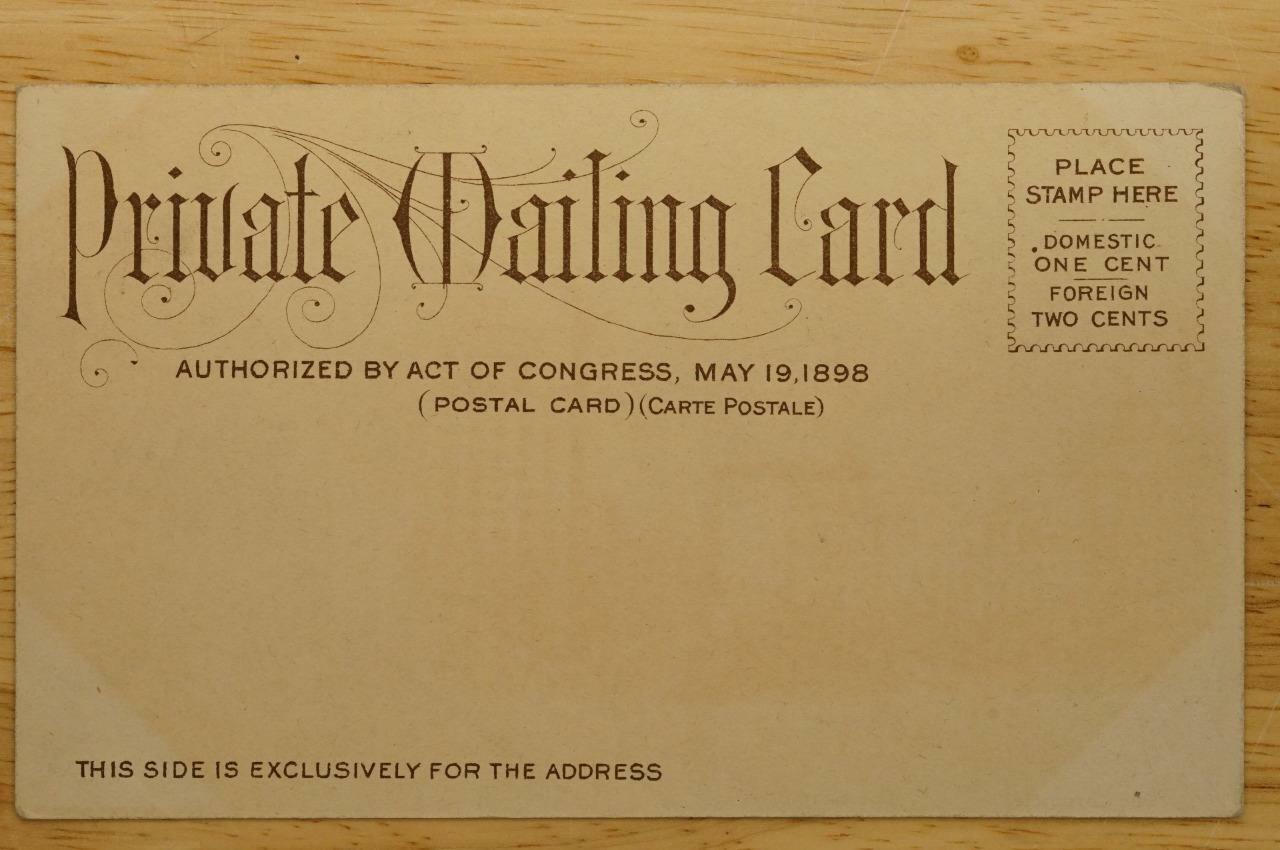 Private Mailing Card
AUTHORIZED BY ACT OF CONGRESS, MAY 19, 1898
(POSTAL CARD) (CARTE POSTALE)
PLACE
STAMP HERE
DOMESTIC
ONE CENT
FOREIGN
TWO CENTS
THIS SIDE IS EXCLUSIVELY FOR THE ADDRESS